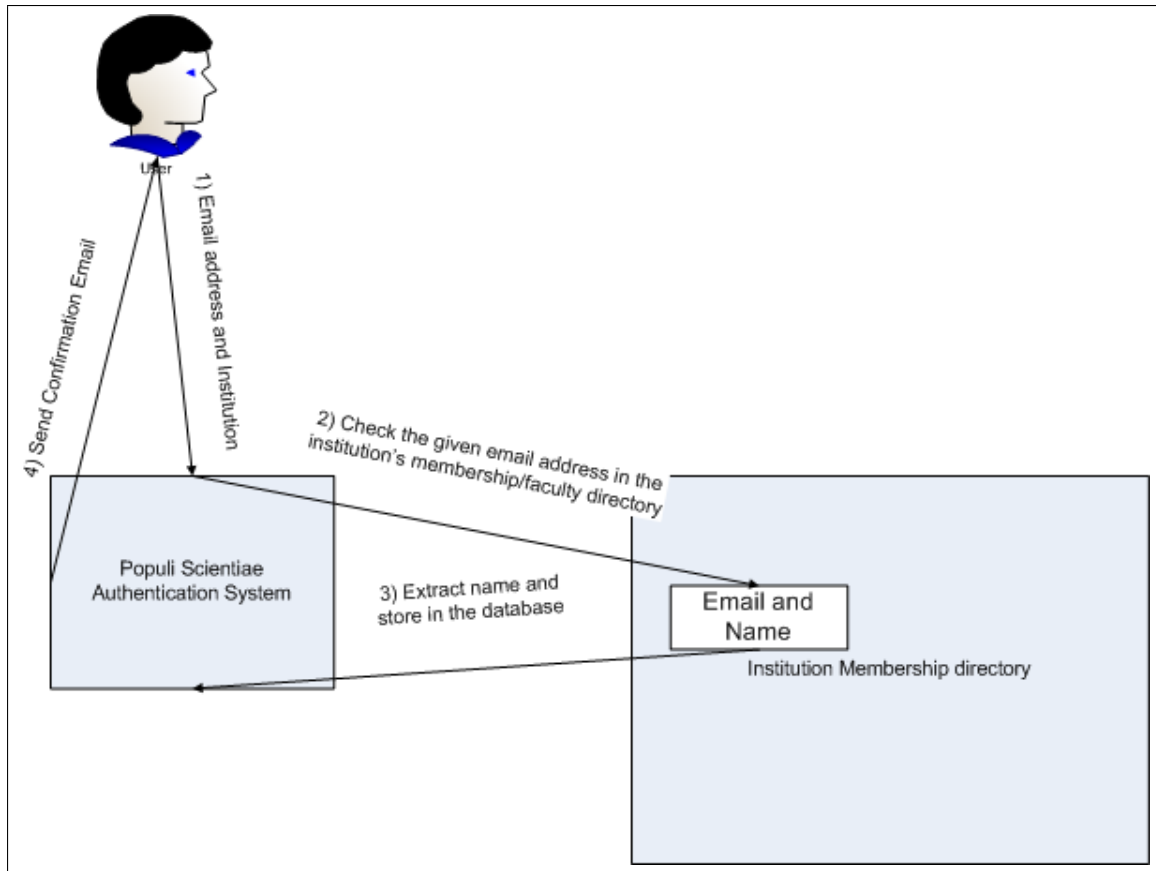 User
1) Email address and Institution
4) Send Confirmation Email
2) Check the given email address in the
institution's membership/faculty directory
Populi Scientiae
Authentication System
3) Extract name and
store in the database
Email and
Name
Institution Membership directory